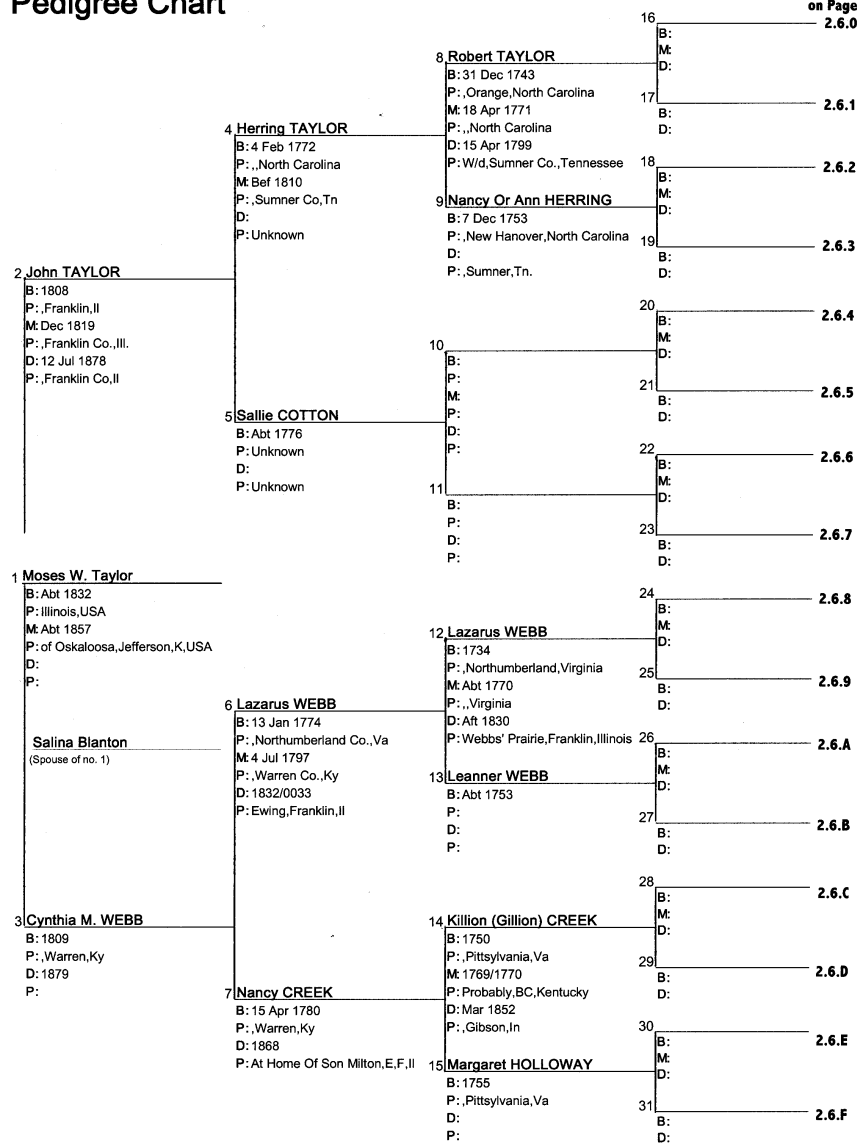 Pedigree Chart
on Page
2 John TAYLOR
B: 1808
P: ,Franklin,Il
M: Dec 1819
P: ,Franklin Co,,Ill.
D: 12 Jul 1878
P: ,Franklin Co,Il
1 Moses W. Taylor
B: Abt 1832
P: Illinois,USA
M: Abt 1857
P: of Oskaloosa,Jefferson,K,USA
D:
P:
Salina Blanton
(Spouse of no. 1)
3 Cynthia M. WEBB
B: 1809
P: ,Warren,Ky
D: 1879
P:
4 Herring TAYLOR
B: 4 Feb 1772
P: ,,North Carolina
M: Bef 1810
P: ,Sumner Co,Tn
D:
P: Unknown
5 Sallie COTTON
B: Abt 1776
P: Unknown
D:
P: Unknown
6 Lazarus WEBB
B: 13 Jan 1774
P: ,Northumberland Co.,Va
M: 4 Jul 1797
P: ,Warren Co.,Ky
D: 1832/0033
P: Ewing,Franklin,Il
7 Nancy CREEK
B: 15 Apr 1780
P: ,Warren,Ky
D: 1868
P: At Home Of Son Milton,E,F,Il
8 Robert TAYLOR
B: 31 Dec 1743
P: ,Orange,North Carolina
M: 18 Apr 1771
P: ,,North Carolina
D: 15 Apr 1799
P: W/d,Sumner Co.,Tennessee
9 Nancy Or Ann HERRING
B: 7 Dec 1753
P: ,New Hanover,North Carolina
D:
P: ,Sumner,Tn.
10
B:
P:
M:
P:
D:
P:
11
B:
P:
D:
P:
12 Lazarus WEBB
B: 1734
P: ,Northumberland,Virginia
M: Abt 1770
P: ,,Virginia
D: Aft 1830
P: Webbs' Prairie,Franklin,Illinois
13 Leanner WEBB
B: Abt 1753
P:
D:
P:
14 Killion (Gillion) CREEK
B: 1750
P: ,Pittsylvania,Va
M: 1769/1770
P: Probably,BC,Kentucky
D: Mar 1852
P: ,Gibson,In
15 Margaret HOLLOWAY
B: 1755
P: ,Pittsylvania,Va
D:
P:
16 2.6.0
B:
M:
D:
17 2.6.1
B:
D:
18 2.6.2
B:
M:
D:
19 2.6.3
B:
D:
20 2.6.4
B:
M:
D:
21 2.6.5
B:
D:
22 2.6.6
B:
M:
D:
23 2.6.7
B:
D:
24 2.6.8
B:
M:
D:
25 2.6.9
B:
D:
26 2.6.A
B:
M:
D:
27 2.6.B
B:
D:
28 2.6.C
B:
M:
D:
29 2.6.D
B:
D:
30 2.6.E
B:
M:
D:
31 2.6.F
B:
D: